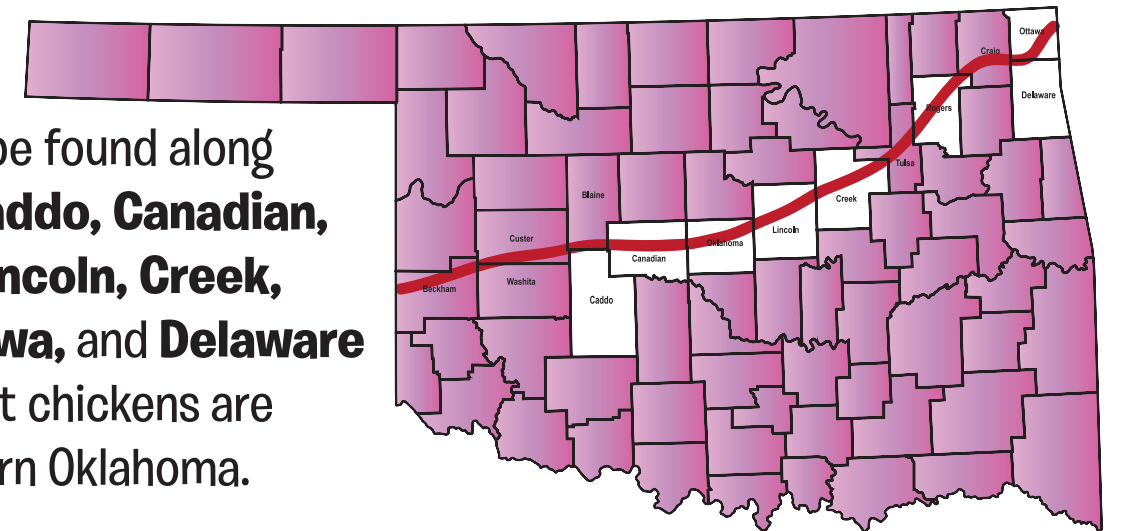 be found along
addo, Canadian,
ncoln, Creek,
wa, and Delaware
t chickens are
rn Oklahoma.
Ottawa
Craig
Delaware
Rogers
Tulsa
Blaine
Creek
Lincoln
Custer
Oklahoma
Canadian
Washita
Beckham
Caddo